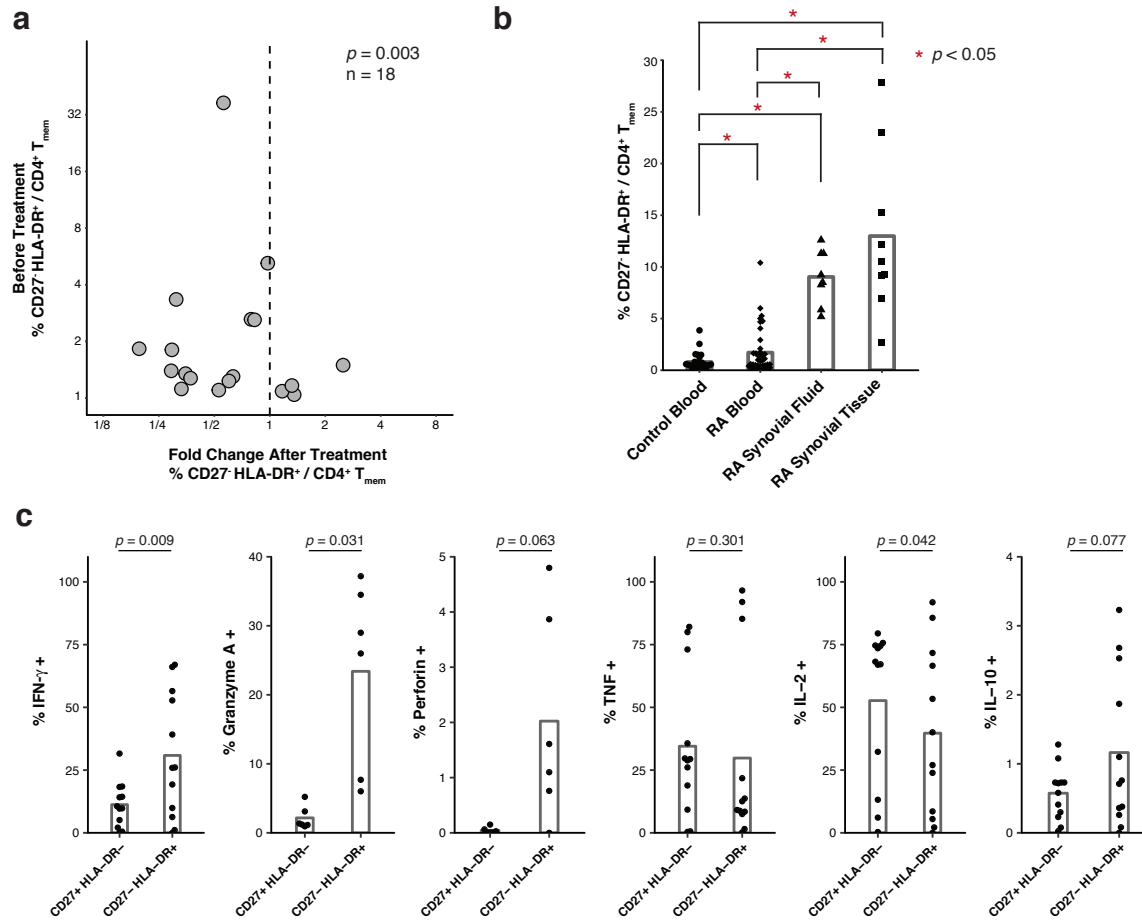 a
p = 0.003
n = 18
Before Treatment
% CD27- HLA-DR+ / CD4+ Tmem
32
16
8
4
2
1
1/8
1/4
1/2
1
2
4
8
Fold Change After Treatment
% CD27- HLA-DR+ / CD4+ Tmem
b
*
*
*
*
*
* p < 0.05
% CD27- HLA-DR+ / CD4+ Tmem
30
25
20
15
10
5
0
Control Blood
RA Blood
RA Synovial Fluid
RA Synovial Tissue
c
p = 0.009
% IFN-γ +
100
75
50
25
0
CD27+ HLA–DR–
CD27– HLA–DR+
p = 0.031
% Granzyme A +
40
30
20
10
0
CD27+ HLA–DR–
CD27– HLA–DR+
p = 0.063
% Perforin +
5
4
3
2
1
0
CD27+ HLA–DR–
CD27– HLA–DR+
p = 0.301
% TNF +
100
75
50
25
0
CD27+ HLA–DR–
CD27– HLA–DR+
p = 0.042
% IL–2 +
100
75
50
25
0
CD27+ HLA–DR–
CD27– HLA–DR+
p = 0.077
% IL–10 +
4
3
2
1
0
CD27+ HLA–DR–
CD27– HLA–DR+